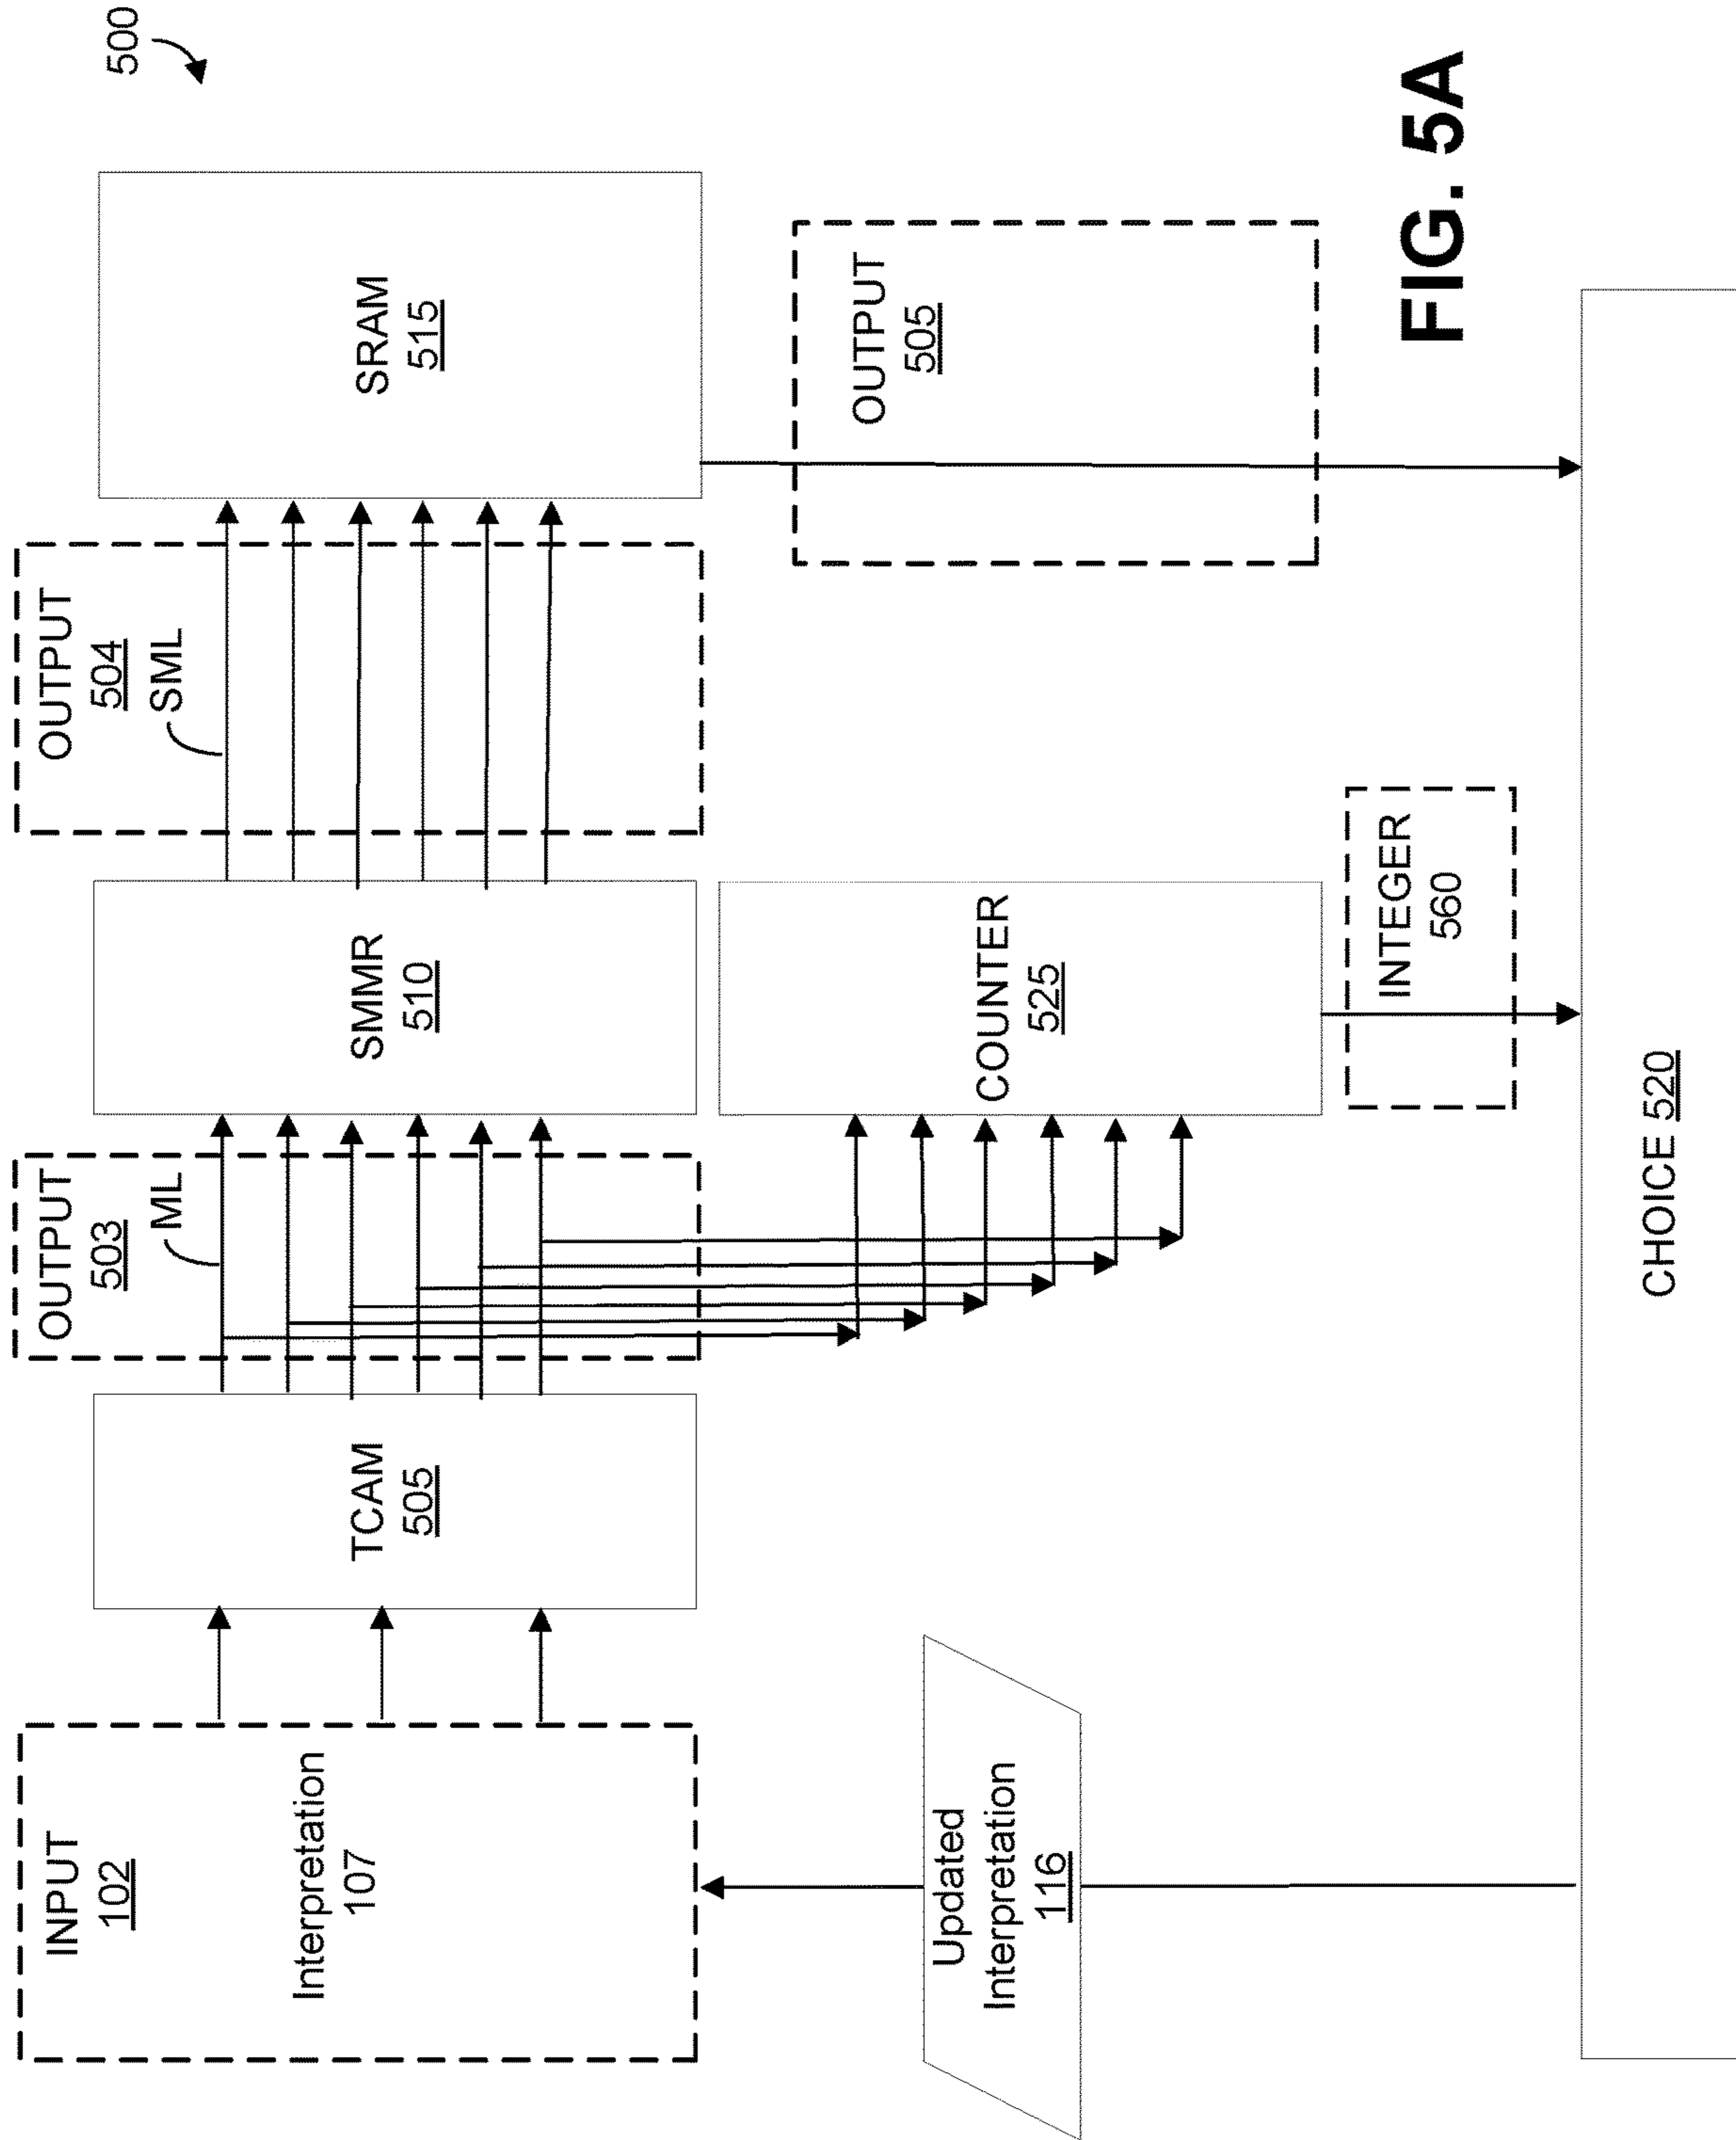 500
INPUT
102
Interpretation
107
TCAM
505
OUTPUT
503
ML
SMMR
510
OUTPUT
504
SML
SRAM
515
Updated
Interpretation
116
COUNTER
525
INTEGER
560
OUTPUT
505
CHOICE 520
FIG. 5A